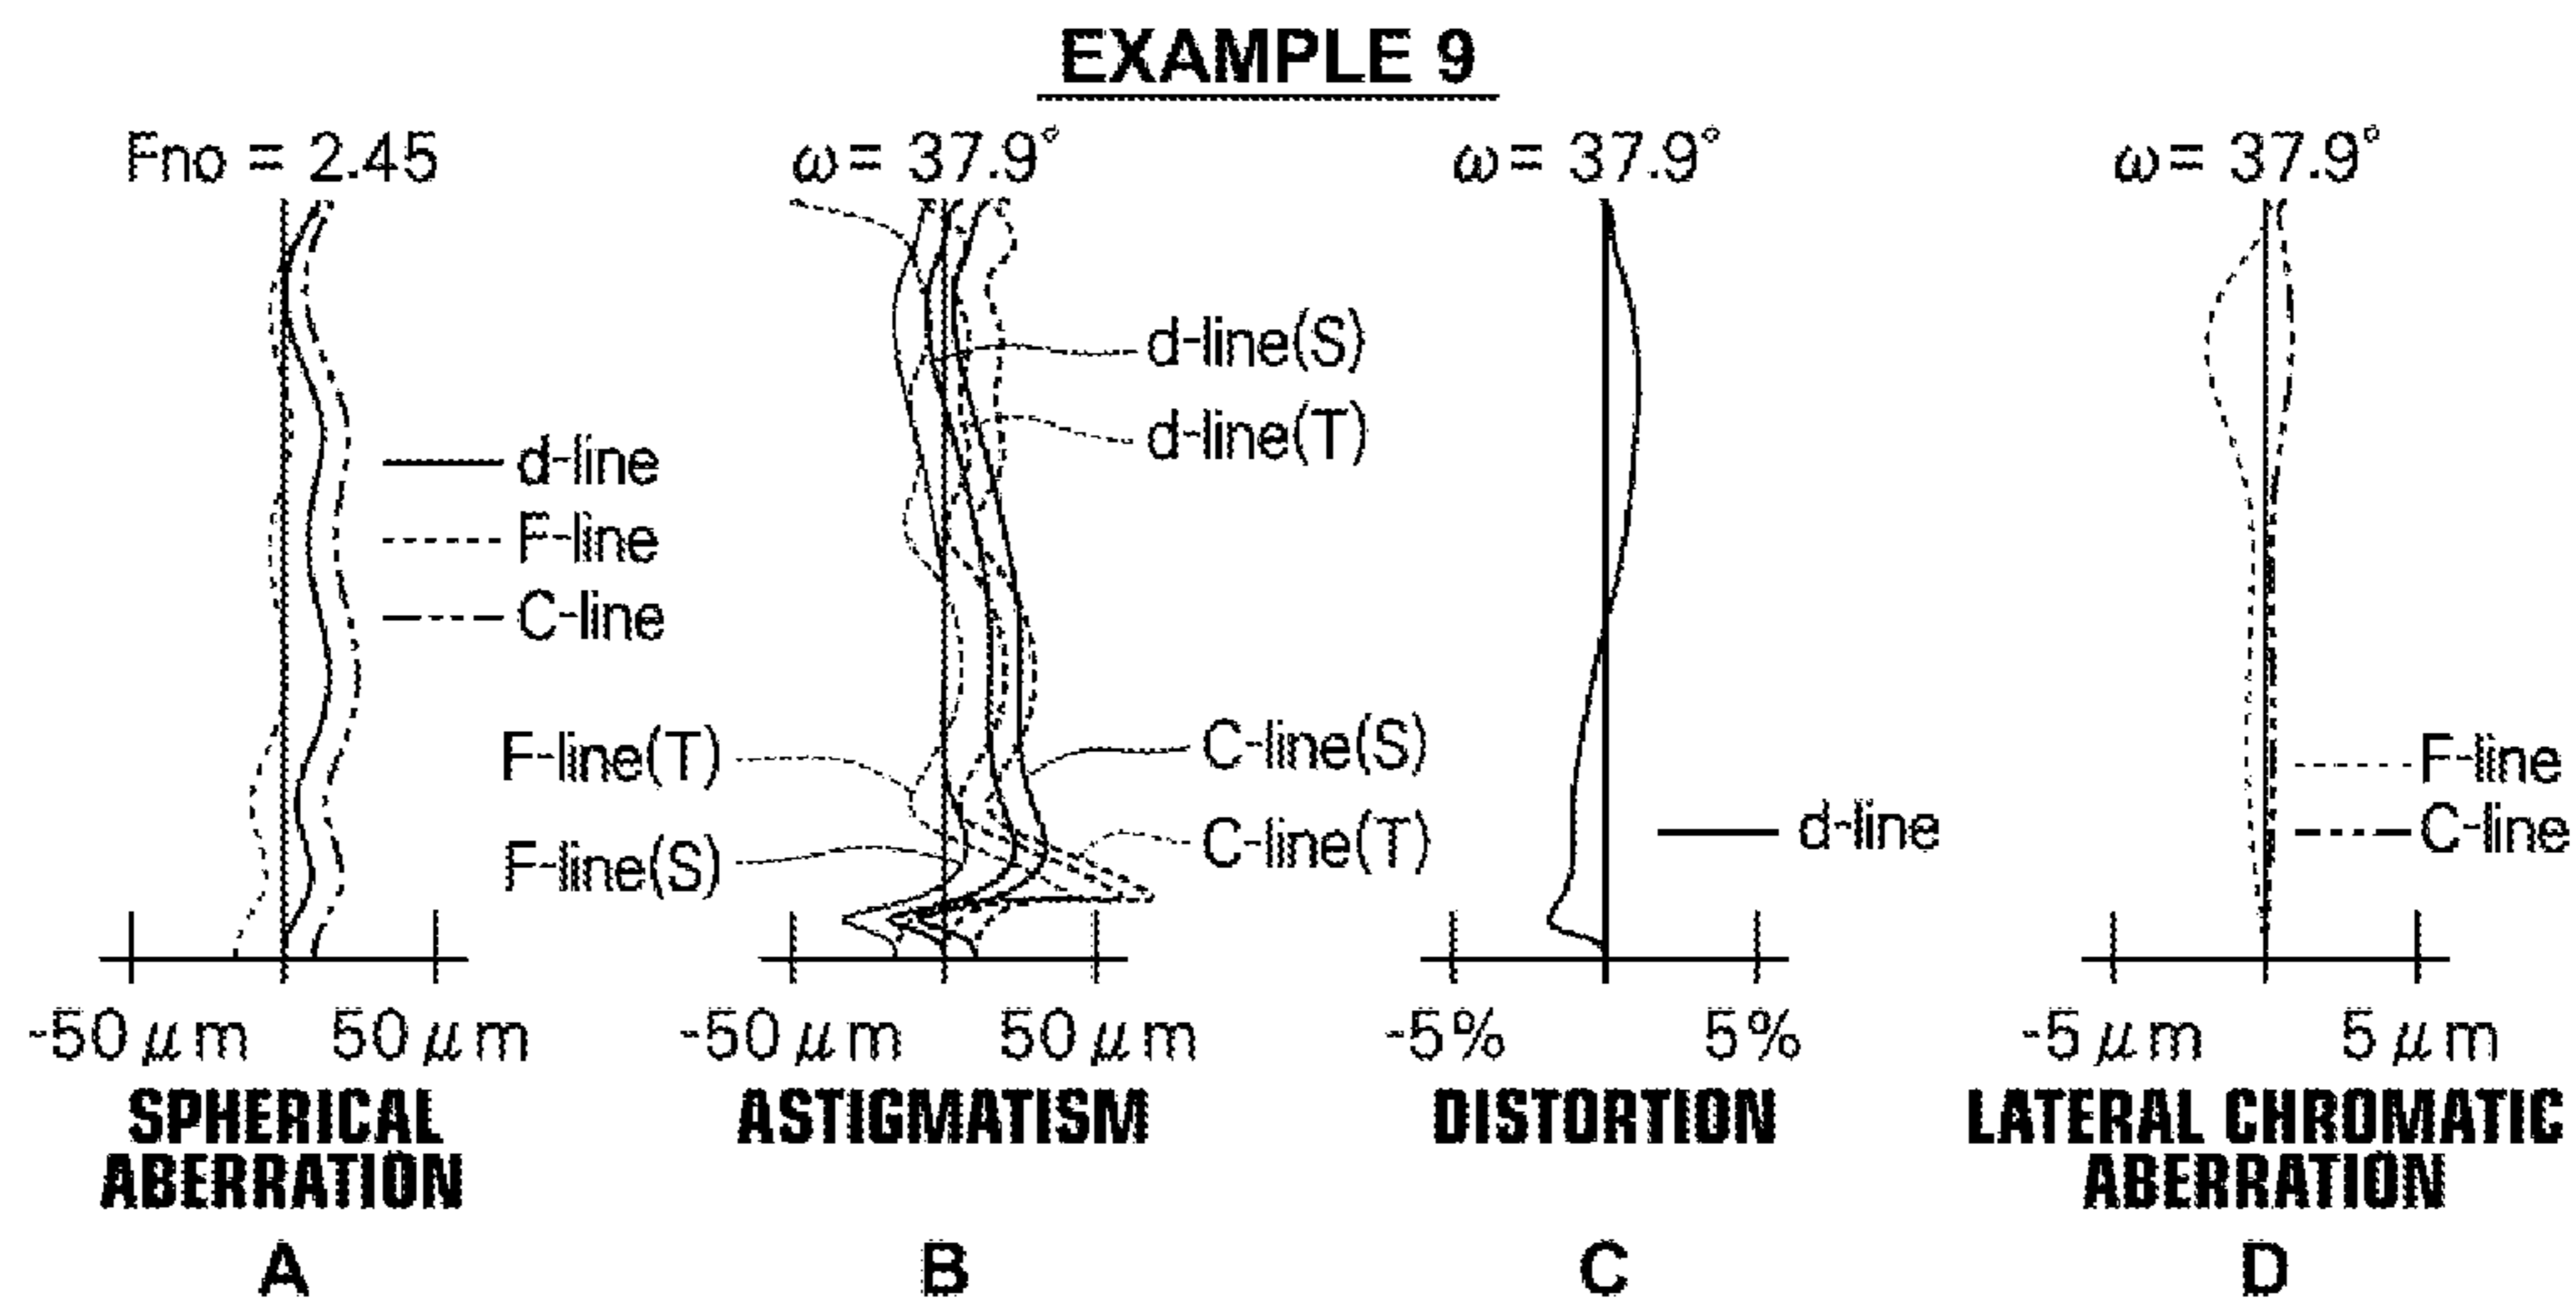 EXAMPLE 9
Fno = 2.45
ω= 37.9°
ω= 37.9°
ω= 37.9°
d-line
F-line
C-line
d-line(S)
d-line(T)
F-line(T)
F-line(S)
C-line(S)
C-line(T)
d-line
F-line
C-line
-50 μm
50 μm
-50 μm
50 μm
-5%
5%
-5 μm
5 μm
SPHERICAL
ABERRATION
ASTIGMATISM
DISTORTION
LATERAL CHROMATIC
ABERRATION
A
B
C
D